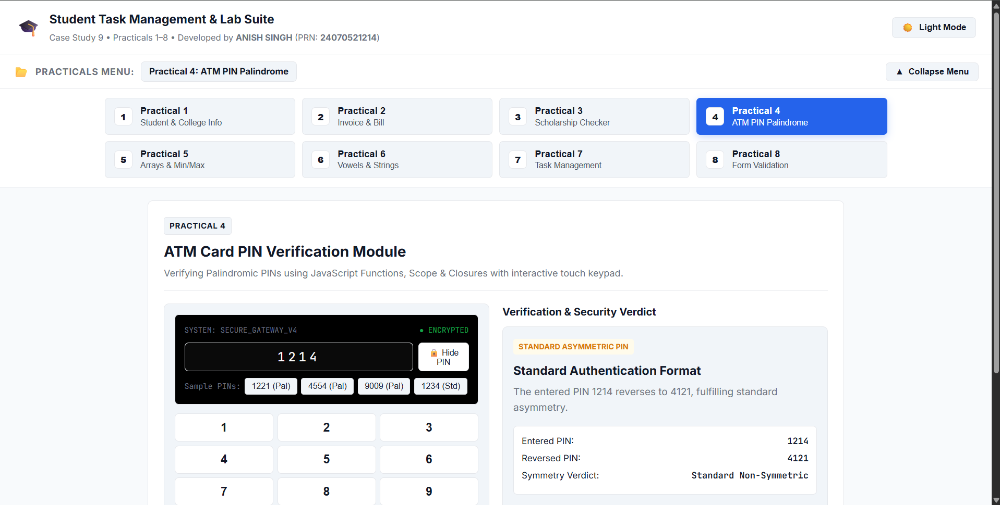 Student Task Management & Lab Suite
Case Study 9 • Practicals 1–8 • Developed by ANISH SINGH (PRN: 24070521214)
Light Mode
PRACTICALS MENU:
Practical 4: ATM PIN Palindrome
▲ Collapse Menu
1
Practical 1
Student & College Info
2
Practical 2
Invoice & Bill
3
Practical 3
Scholarship Checker
4
Practical 4
ATM PIN Palindrome
5
Practical 5
Arrays & Min/Max
6
Practical 6
Vowels & Strings
7
Practical 7
Task Management
8
Practical 8
Form Validation
PRACTICAL 4
ATM Card PIN Verification Module
Verifying Palindromic PINs using JavaScript Functions, Scope & Closures with interactive touch keypad.
SYSTEM: SECURE_GATEWAY_V4
● ENCRYPTED
1214
Hide
PIN
Sample PINs:
1221 (Pal)
4554 (Pal)
9009 (Pal)
1234 (Std)
1
2
3
4
5
6
7
8
9
Verification & Security Verdict
STANDARD ASYMMETRIC PIN
Standard Authentication Format
The entered PIN 1214 reverses to 4121, fulfilling standard
asymmetry.
Entered PIN:
1214
Reversed PIN:
4121
Symmetry Verdict:
Standard Non-Symmetric